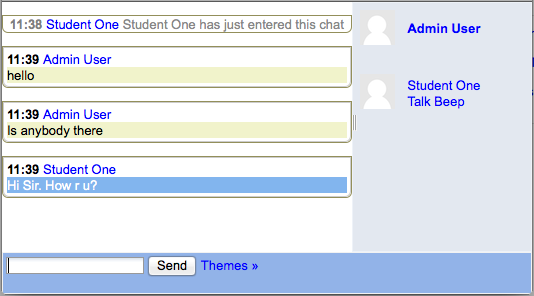 11:38 Student One Student One has just entered this chat
11:39 Admin User
hello
11:39 Admin User
Is anybody there
11:39 Student One
Hi Sir. How r u?
Admin User
Student One
Talk Beep
Send Themes »